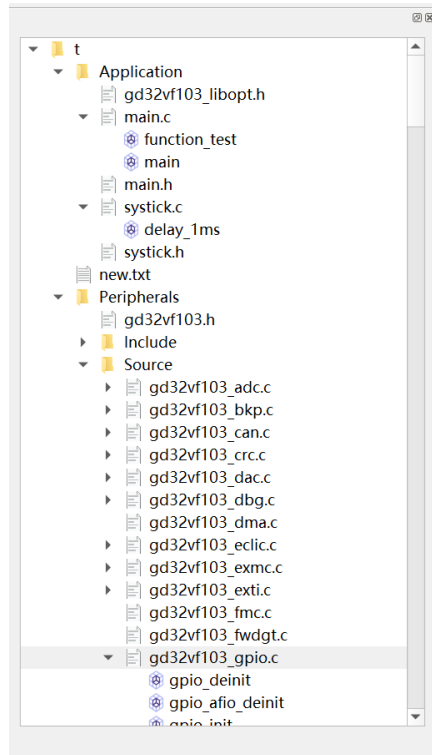 t
Application
gd32vf103_libopt.h
main.c
function_test
main
main.h
systick.c
delay_1ms
systick.h
new.txt
Peripherals
gd32vf103.h
Include
Source
gd32vf103_adc.c
gd32vf103_bkp.c
gd32vf103_can.c
gd32vf103_crc.c
gd32vf103_dac.c
gd32vf103_dbg.c
gd32vf103_dma.c
gd32vf103_eclic.c
gd32vf103_exmc.c
gd32vf103_exti.c
gd32vf103_fmc.c
gd32vf103_fwdgt.c
gd32vf103_gpio.c
gpio_deinit
gpio_afio_deinit
gpio_init